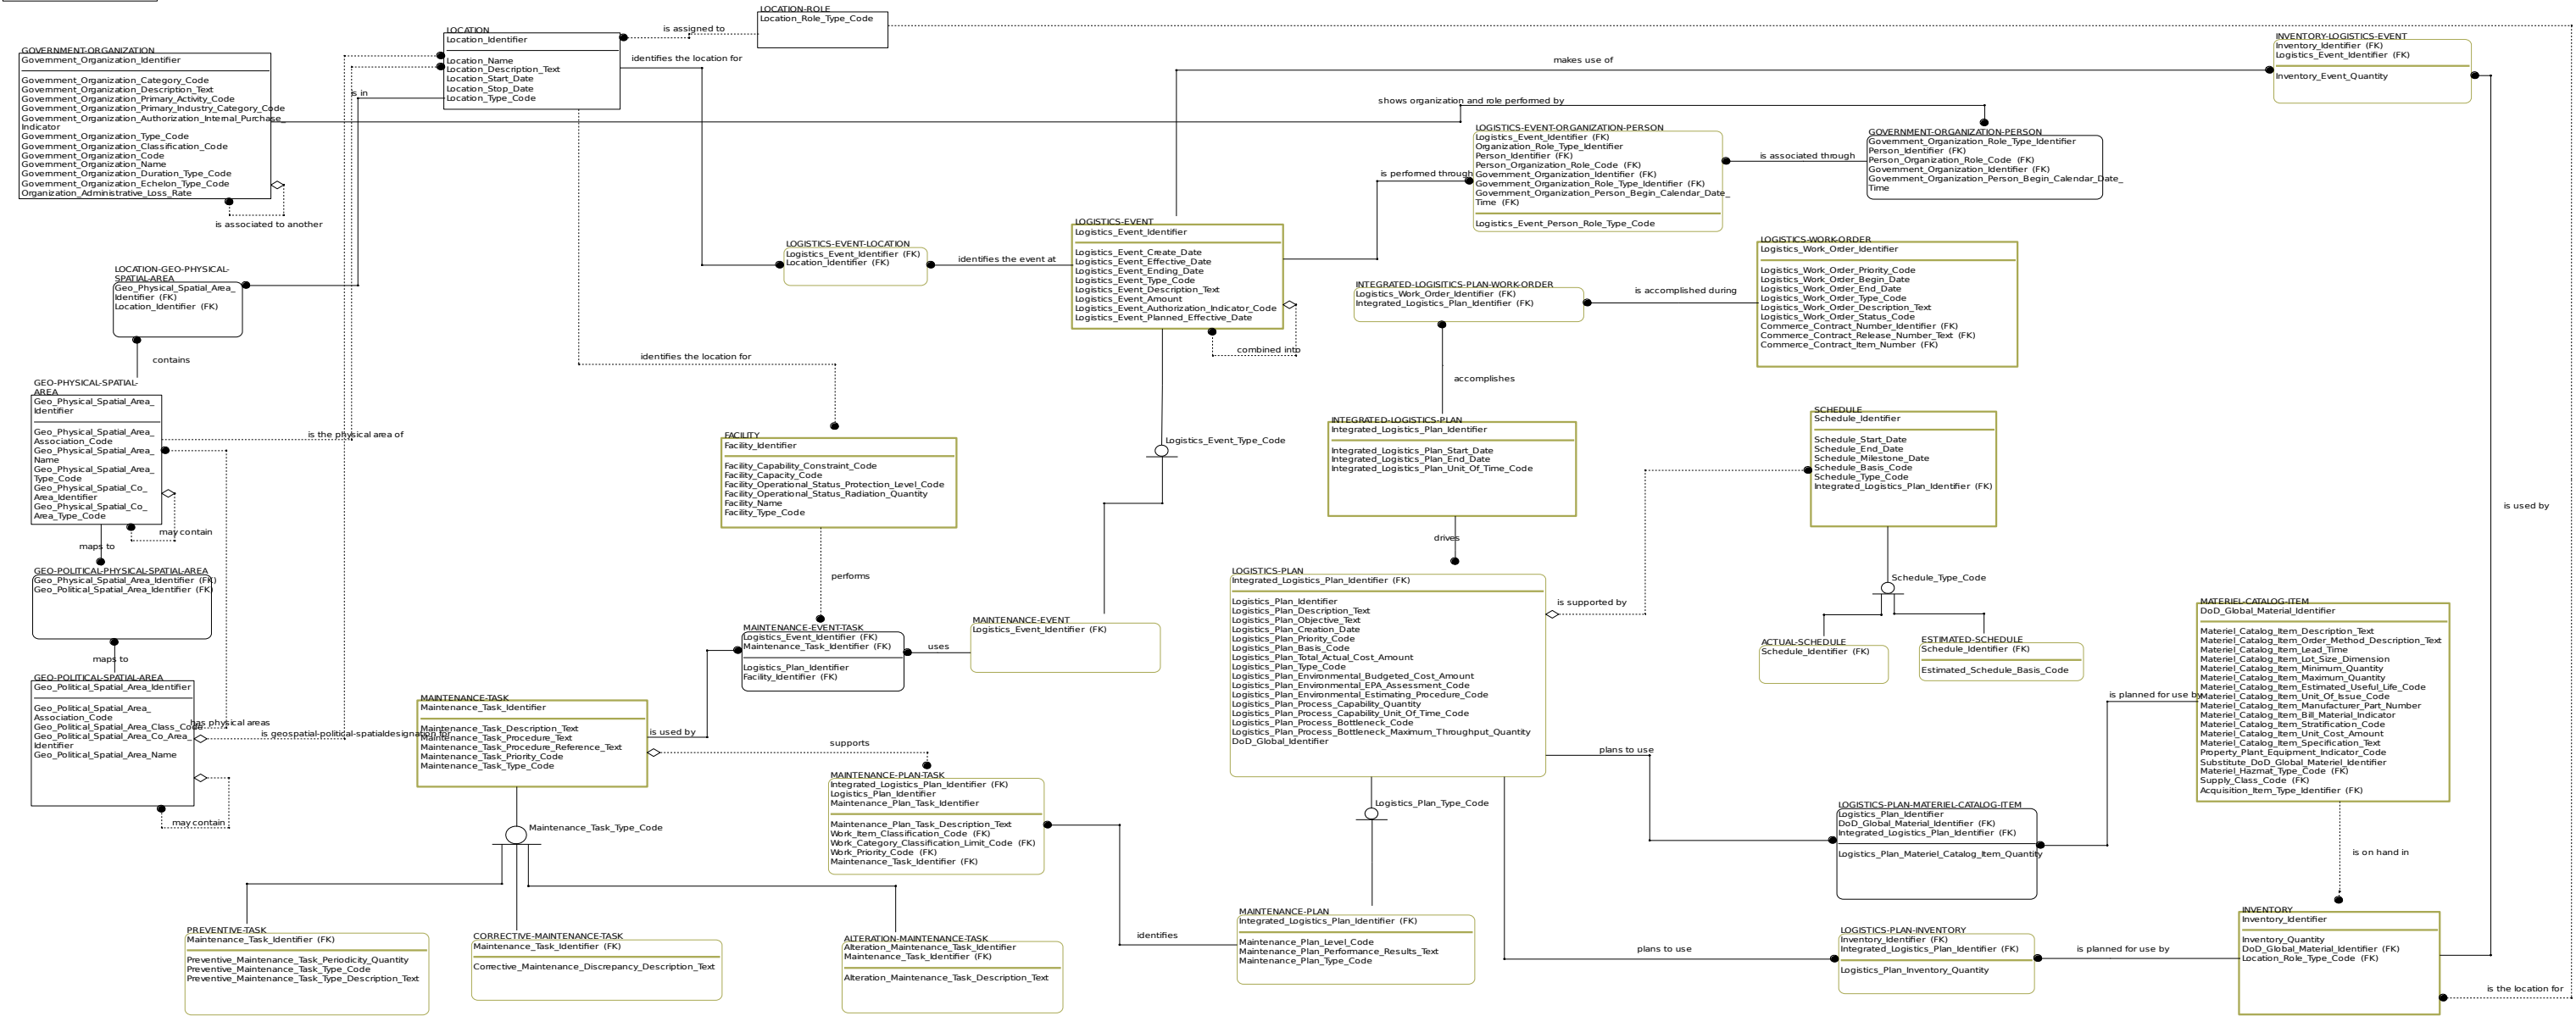 LOCATION-ROLE
Location_Role_Type_Code
is assigned to
LOCATION
Location_Identifier
Location_Name
Location_Description_Text
Location_Start_Date
Location_Stop_Date
Location_Type_Code
identifies the location for
is in
GOVERNMENT-ORGANIZATION
Government_Organization_Identifier
Government_Organization_Category_Code
Government_Organization_Description_Text
Government_Organization_Primary_Activity_Code
Government_Organization_Primary_Industry_Category_Code
Government_Organization_Authorization_Internal_Purchase_
Indicator
Government_Organization_Type_Code
Government_Organization_Classification_Code
Government_Organization_Code
Government_Organization_Name
Government_Organization_Duration_Type_Code
Government_Organization_Echelon_Type_Code
Organization_Administrative_Loss_Rate
is associated to another
INVENTORY-LOGISTICS-EVENT
Inventory_Identifier (FK)
Logistics_Event_Identifier (FK)
Inventory_Event_Quantity
makes use of
shows organization and role performed by
LOGISTICS-EVENT-ORGANIZATION-PERSON
Logistics_Event_Identifier (FK)
Organization_Role_Type_Identifier
Person_Identifier (FK)
Person_Organization_Role_Code (FK)
Government_Organization_Identifier (FK)
Government_Organization_Role_Type_Identifier (FK)
Government_Organization_Person_Begin_Calendar_Date_
Time (FK)
Logistics_Event_Person_Role_Type_Code
is associated through
GOVERNMENT-ORGANIZATION-PERSON
Government_Organization_Role_Type_Identifier
Person_Identifier (FK)
Person_Organization_Role_Code (FK)
Government_Organization_Identifier (FK)
Government_Organization_Person_Begin_Calendar_Date_
Time
is performed through
LOGISTICS-EVENT
Logistics_Event_Identifier
Logistics_Event_Create_Date
Logistics_Event_Effective_Date
Logistics_Event_Ending_Date
Logistics_Event_Type_Code
Logistics_Event_Description_Text
Logistics_Event_Amount
Logistics_Event_Authorization_Indicator_Code
Logistics_Event_Planned_Effective_Date
combined into
LOGISTICS-EVENT-LOCATION
Logistics_Event_Identifier (FK)
Location_Identifier (FK)
identifies the event at
LOGISTICS-WORK-ORDER
Logistics_Work_Order_Identifier
Logistics_Work_Order_Priority_Code
Logistics_Work_Order_Begin_Date
Logistics_Work_Order_End_Date
Logistics_Work_Order_Type_Code
Logistics_Work_Order_Description_Text
Logistics_Work_Order_Status_Code
Commerce_Contract_Number_Identifier (FK)
Commerce_Contract_Release_Number_Text (FK)
Commerce_Contract_Item_Number (FK)
INTEGRATED-LOGISITICS-PLAN-WORK-ORDER
Logistics_Work_Order_Identifier (FK)
Integrated_Logistics_Plan_Identifier (FK)
is accomplished during
LOCATION-GEO-PHYSICAL-
SPATIAL-AREA
Geo_Physical_Spatial_Area_
Identifier (FK)
Location_Identifier (FK)
contains
identifies the location for
accomplishes
GEO-PHYSICAL-SPATIAL-
AREA
Geo_Physical_Spatial_Area_
Identifier
Geo_Physical_Spatial_Area_
Association_Code
Geo_Physical_Spatial_Area_
Name
Geo_Physical_Spatial_Area_
Type_Code
Geo_Physical_Spatial_Co_
Area_Identifier
Geo_Physical_Spatial_Co_
Area_Type_Code
is the physical area of
may contain
maps to
FACILITY
Facility_Identifier
Facility_Capability_Constraint_Code
Facility_Capacity_Code
Facility_Operational_Status_Protection_Level_Code
Facility_Operational_Status_Radiation_Quantity
Facility_Name
Facility_Type_Code
performs
Logistics_Event_Type_Code
INTEGRATED-LOGISTICS-PLAN
Integrated_Logistics_Plan_Identifier
Integrated_Logistics_Plan_Start_Date
Integrated_Logistics_Plan_End_Date
Integrated_Logistics_Plan_Unit_Of_Time_Code
drives
SCHEDULE
Schedule_Identifier
Schedule_Start_Date
Schedule_End_Date
Schedule_Milestone_Date
Schedule_Basis_Code
Schedule_Type_Code
Integrated_Logistics_Plan_Identifier (FK)
is used by
Schedule_Type_Code
is supported by
ACTUAL-SCHEDULE
Schedule_Identifier (FK)
ESTIMATED-SCHEDULE
Schedule_Identifier (FK)
Estimated_Schedule_Basis_Code
GEO-POLITICAL-PHYSICAL-SPATIAL-AREA
Geo_Physical_Spatial_Area_Identifier (FK)
Geo_Political_Spatial_Area_Identifier (FK)
maps to
GEO-POLITICAL-SPATIAL-AREA
Geo_Political_Spatial_Area_Identifier
Geo_Political_Spatial_Area_
Association_Code
Geo_Political_Spatial_Area_Class_Code
Geo_Political_Spatial_Area_Co_Area_
Identifier
Geo_Political_Spatial_Area_Name
has physical areas
is geospatial-political-spatialdesignation for
may contain
MAINTENANCE-EVENT-TASK
Logistics_Event_Identifier (FK)
Maintenance_Task_Identifier (FK)
Logistics_Plan_Identifier
Facility_Identifier (FK)
uses
MAINTENANCE-EVENT
Logistics_Event_Identifier (FK)
LOGISTICS-PLAN
Integrated_Logistics_Plan_Identifier (FK)
Logistics_Plan_Identifier
Logistics_Plan_Description_Text
Logistics_Plan_Objective_Text
Logistics_Plan_Creation_Date
Logistics_Plan_Priority_Code
Logistics_Plan_Basis_Code
Logistics_Plan_Total_Actual_Cost_Amount
Logistics_Plan_Type_Code
Logistics_Plan_Environmental_Budgeted_Cost_Amount
Logistics_Plan_Environmental_EPA_Assessment_Code
Logistics_Plan_Environmental_Estimating_Procedure_Code
Logistics_Plan_Process_Capability_Quantity
Logistics_Plan_Process_Capability_Unit_Of_Time_Code
Logistics_Plan_Process_Bottleneck_Code
Logistics_Plan_Process_Bottleneck_Maximum_Throughput_Quantity
DoD_Global_Identifier
MATERIEL-CATALOG-ITEM
DoD_Global_Material_Identifier
Materiel_Catalog_Item_Description_Text
Materiel_Catalog_Item_Order_Method_Description_Text
Materiel_Catalog_Item_Lead_Time
Materiel_Catalog_Item_Lot_Size_Dimension
Materiel_Catalog_Item_Minimum_Quantity
Materiel_Catalog_Item_Maximum_Quantity
Materiel_Catalog_Item_Estimated_Useful_Life_Code
Materiel_Catalog_Item_Unit_Of_Issue_Code
Materiel_Catalog_Item_Manufacturer_Part_Number
Materiel_Catalog_Item_Bill_Material_Indicator
Materiel_Catalog_Item_Stratification_Code
Materiel_Catalog_Item_Unit_Cost_Amount
Materiel_Catalog_Item_Specification_Text
Property_Plant_Equipment_Indicator_Code
Substitute_DoD_Global_Materiel_Identifier
Materiel_Hazmat_Type_Code (FK)
Supply_Class_Code (FK)
Acquisition_Item_Type_Identifier (FK)
is planned for use by
MAINTENANCE-TASK
Maintenance_Task_Identifier
Maintenance_Task_Description_Text
Maintenance_Task_Procedure_Text
Maintenance_Task_Procedure_Reference_Text
Maintenance_Task_Priority_Code
Maintenance_Task_Type_Code
is used by
supports
MAINTENANCE-PLAN-TASK
Integrated_Logistics_Plan_Identifier (FK)
Logistics_Plan_Identifier
Maintenance_Plan_Task_Identifier
Maintenance_Plan_Task_Description_Text
Work_Item_Classification_Code (FK)
Work_Category_Classification_Limit_Code (FK)
Work_Priority_Code (FK)
Maintenance_Task_Identifier (FK)
plans to use
Logistics_Plan_Type_Code
LOGISTICS-PLAN-MATERIEL-CATALOG-ITEM
Logistics_Plan_Identifier
DoD_Global_Material_Identifier (FK)
Integrated_Logistics_Plan_Identifier (FK)
Logistics_Plan_Materiel_Catalog_Item_Quantity
is on hand in
Maintenance_Task_Type_Code
PREVENTIVE-TASK
Maintenance_Task_Identifier (FK)
Preventive_Maintenance_Task_Periodicity_Quantity
Preventive_Maintenance_Task_Type_Code
Preventive_Maintenance_Task_Type_Description_Text
CORRECTIVE-MAINTENANCE-TASK
Maintenance_Task_Identifier (FK)
Corrective_Maintenance_Discrepancy_Description_Text
ALTERATION-MAINTENANCE-TASK
Alteration_Maintenance_Task_Identifier
Maintenance_Task_Identifier (FK)
Alteration_Maintenance_Task_Description_Text
identifies
MAINTENANCE-PLAN
Integrated_Logistics_Plan_Identifier (FK)
Maintenance_Plan_Level_Code
Maintenance_Plan_Performance_Results_Text
Maintenance_Plan_Type_Code
plans to use
LOGISTICS-PLAN-INVENTORY
Inventory_Identifier (FK)
Integrated_Logistics_Plan_Identifier (FK)
Logistics_Plan_Inventory_Quantity
is planned for use by
INVENTORY
Inventory_Identifier
Inventory_Quantity
DoD_Global_Material_Identifier (FK)
Location_Role_Type_Code (FK)
is the location for